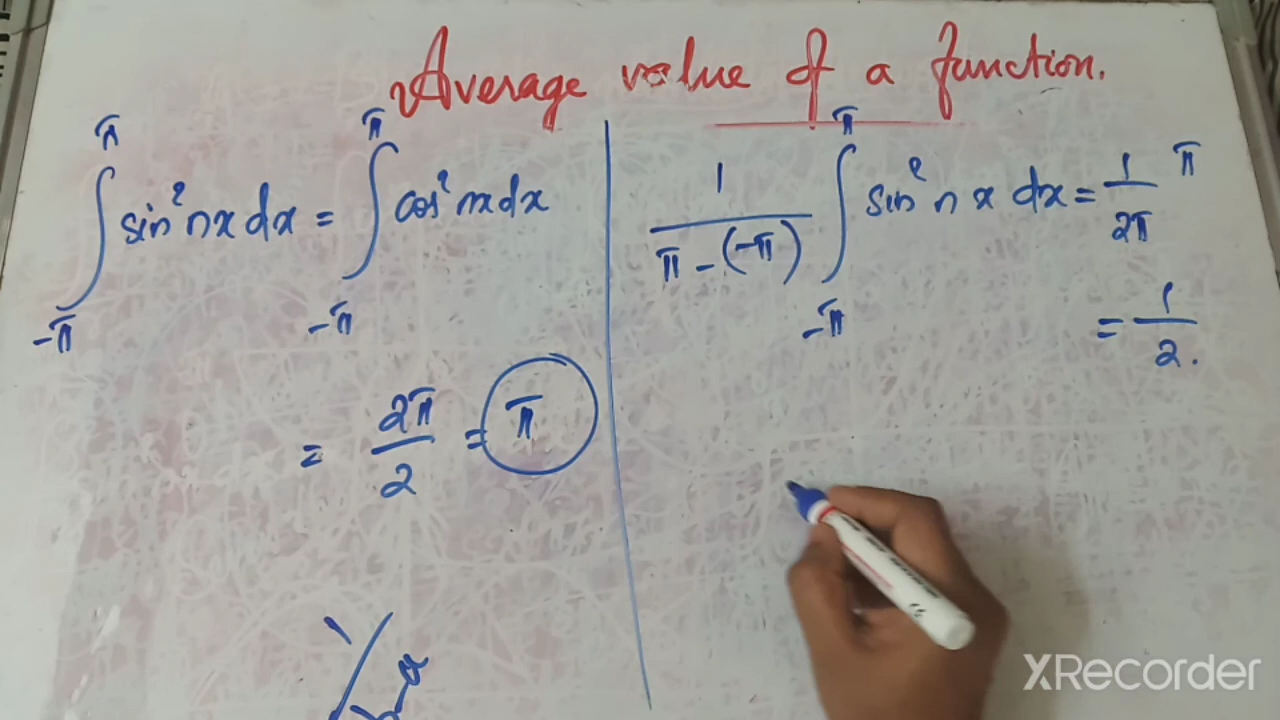 Average value of a function.
∫_{-π}^{π} sin² nx dx = ∫_{-π}^{π} cos² nx dx
= 2π/2 = π
1/(π - (-π)) ∫_{-π}^{π} sin² n x dx = 1/2π π
= 1/2.
XRecorder